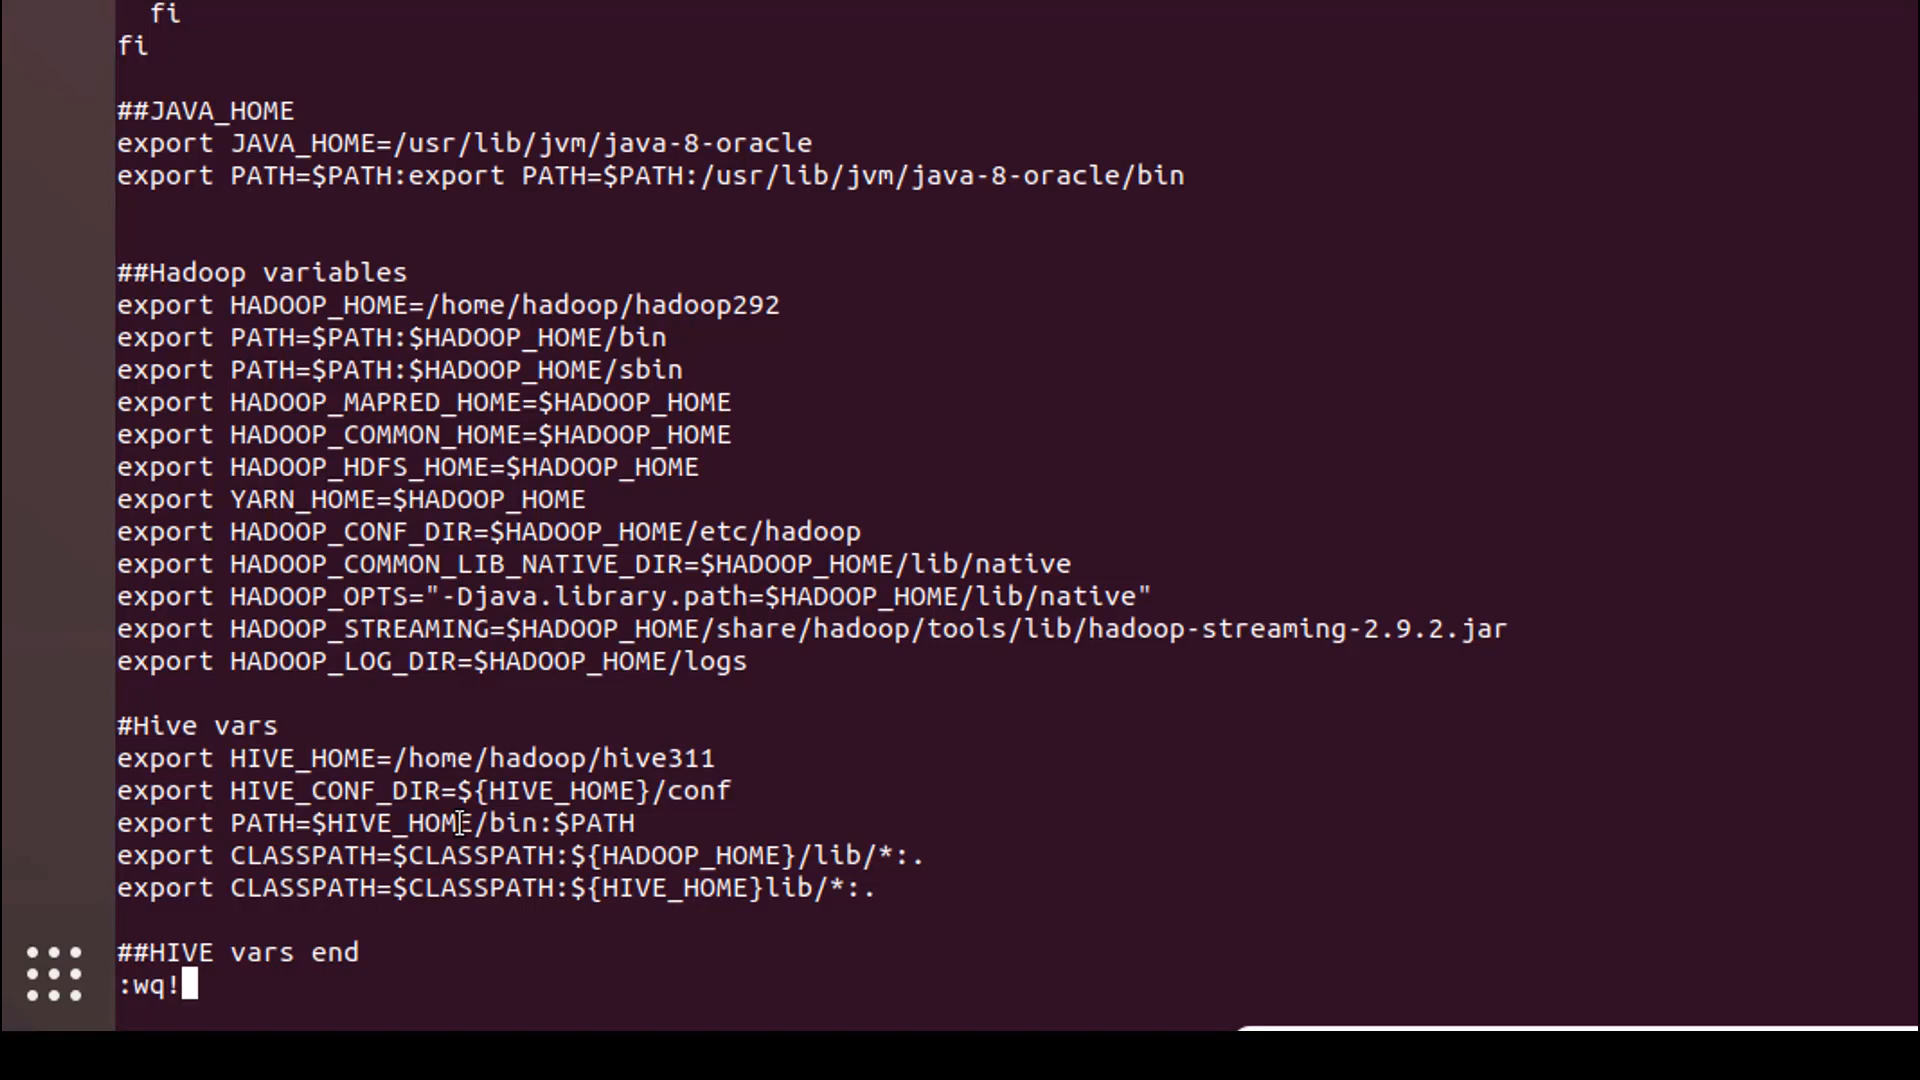 fi
fi
##JAVA_HOME
export JAVA_HOME=/usr/lib/jvm/java-8-oracle
export PATH=$PATH:export PATH=$PATH:/usr/lib/jvm/java-8-oracle/bin
##Hadoop variables
export HADOOP_HOME=/home/hadoop/hadoop292
export PATH=$PATH:$HADOOP_HOME/bin
export PATH=$PATH:$HADOOP_HOME/sbin
export HADOOP_MAPRED_HOME=$HADOOP_HOME
export HADOOP_COMMON_HOME=$HADOOP_HOME
export HADOOP_HDFS_HOME=$HADOOP_HOME
export YARN_HOME=$HADOOP_HOME
export HADOOP_CONF_DIR=$HADOOP_HOME/etc/hadoop
export HADOOP_COMMON_LIB_NATIVE_DIR=$HADOOP_HOME/lib/native
export HADOOP_OPTS="-Djava.library.path=$HADOOP_HOME/lib/native"
export HADOOP_STREAMING=$HADOOP_HOME/share/hadoop/tools/lib/hadoop-streaming-2.9.2.jar
export HADOOP_LOG_DIR=$HADOOP_HOME/logs
#Hive vars
export HIVE_HOME=/home/hadoop/hive311
export HIVE_CONF_DIR=${HIVE_HOME}/conf
export PATH=$HIVE_HOME/bin:$PATH
export CLASSPATH=$CLASSPATH:${HADOOP_HOME}/lib/*:.
export CLASSPATH=$CLASSPATH:${HIVE_HOME}lib/*:.
##HIVE vars end
:wq!